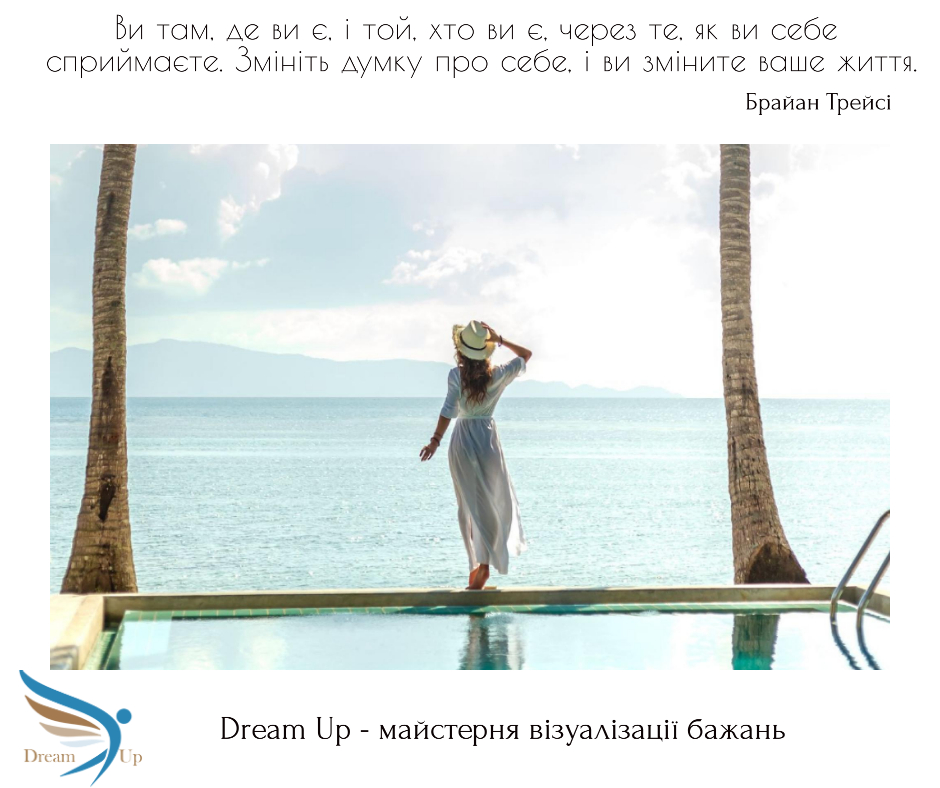 Ви там, де ви є, і той, хто ви є, через те, як ви себе
сприймаєте. Змініть думку про себе, і ви зміните ваше життя.
Брайан Трейсі
Dream Up
Dream Up - майстерня візуалізації бажань